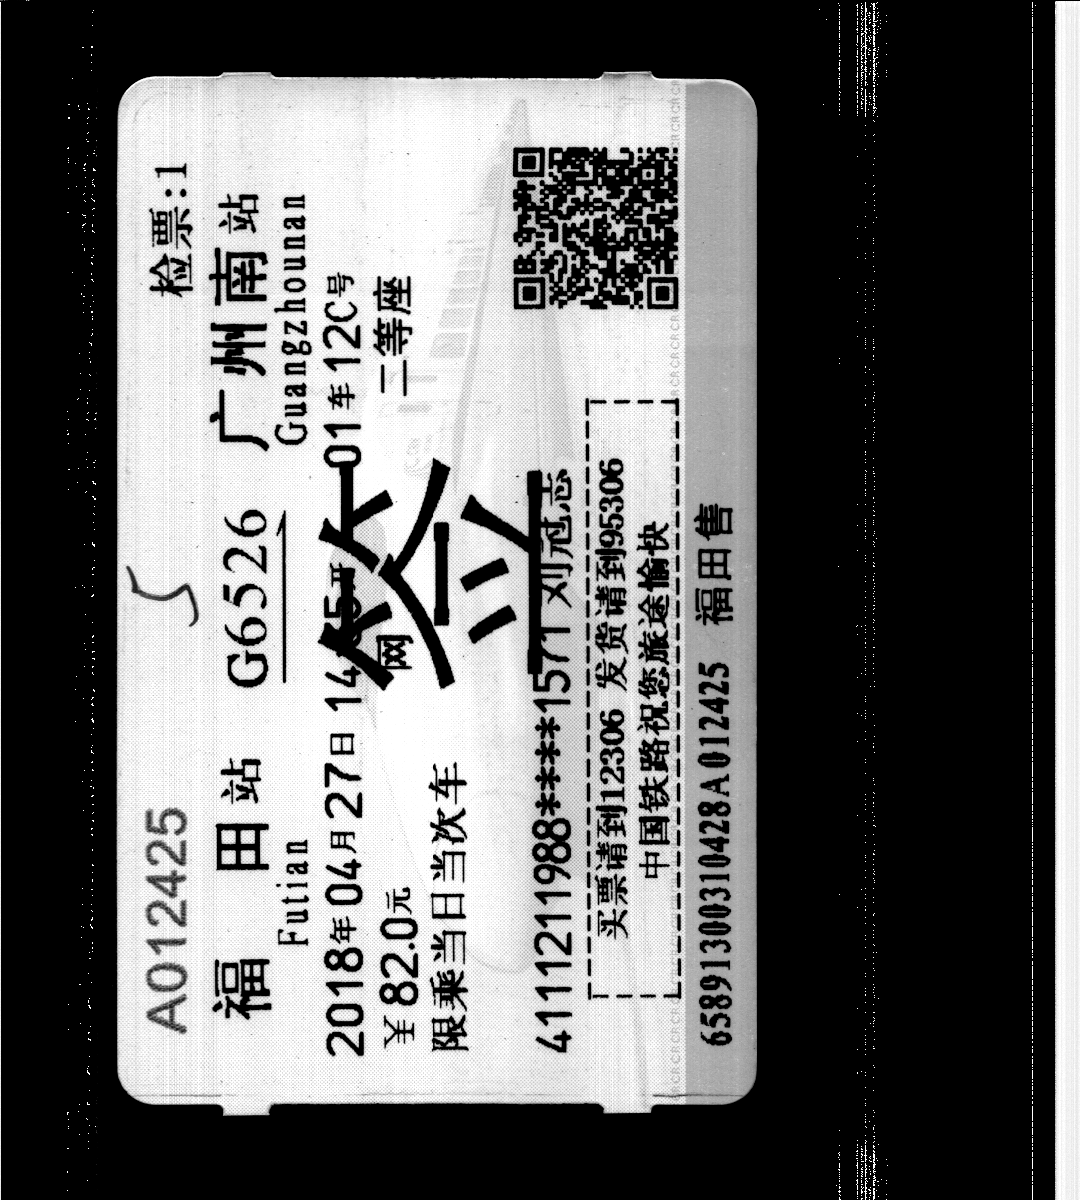 A012425 检票:1
福田站 G6526 广州南站
Futian Guangzhounan
2018年04月27日 14: 5开 01车12C号
￥82.0元 网 二等座
限乘当日当次车
签
4111211988****1571 刘冠志
买票请到12306 发货请到95306
中国铁路祝您旅途愉快
65891300310428A012425 福田售